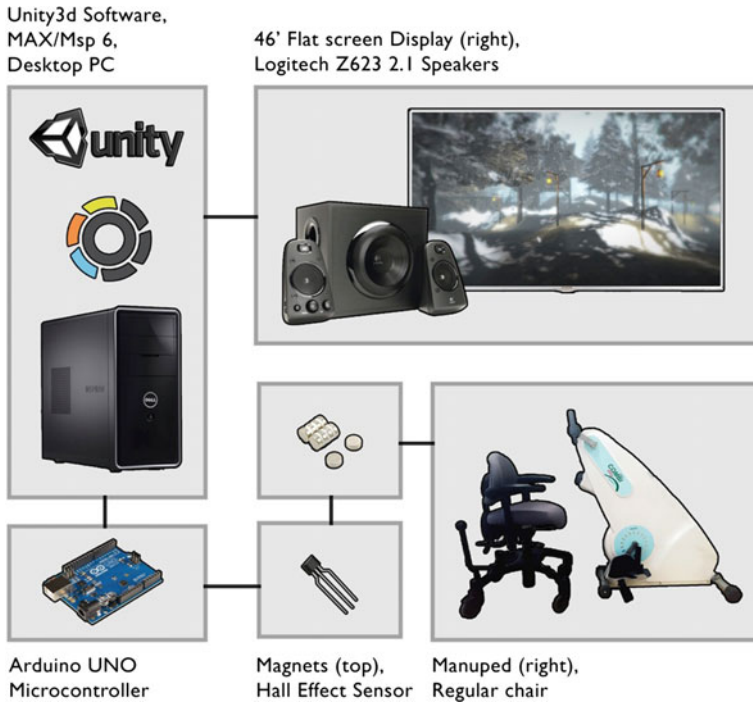 Unity3d Software,
MAX/Msp 6,
Desktop PC
46' Flat screen Display (right),
Logitech Z623 2.1 Speakers
unity
DELL
Arduino UNO
Microcontroller
Magnets (top),
Hall Effect Sensor
Manuped (right),
Regular chair